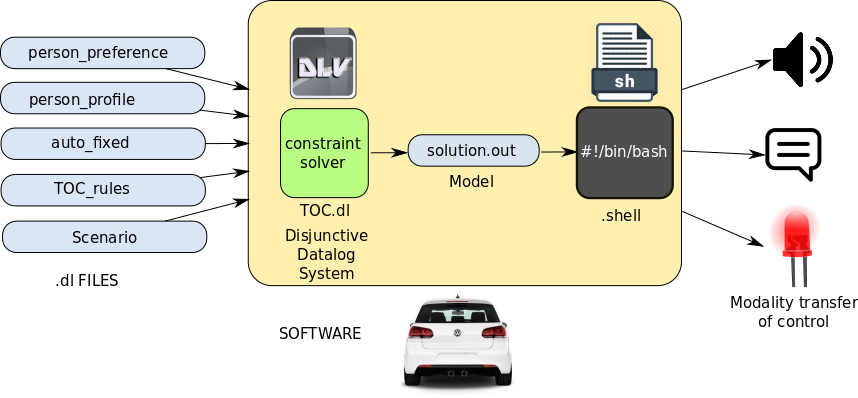 person_preference
person_profile
auto_fixed
TOC_rules
Scenario
.dl FILES
DLV
constraint
solver
TOC.dl
Disjunctive
Datalog
System
solution.out
Model
sh
#!/bin/bash
.shell
SOFTWARE
Modality transfer
of control